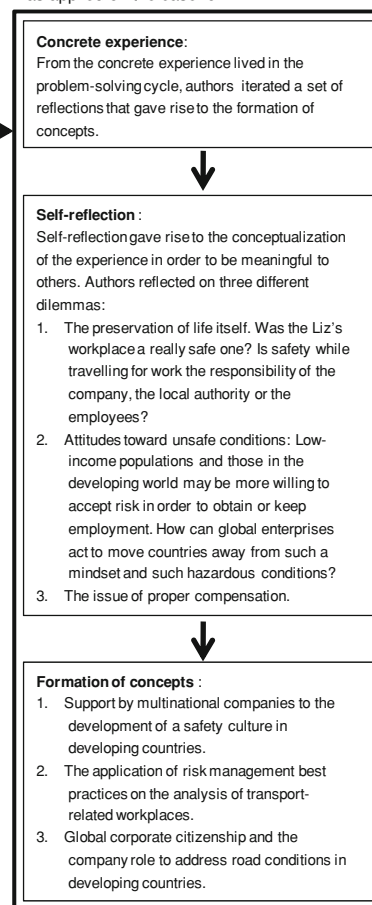 Concrete experience:
From the concrete experience lived in the
problem-solving cycle, authors iterated a set of
reflections that gave rise to the formation of
concepts.
Self-reflection :
Self-reflection gave rise to the conceptualization
of the experience in order to be meaningful to
others. Authors reflected on three different
dilemmas:
1. The preservation of life itself. Was the Liz's
workplace a really safe one? Is safety while
travelling for work the responsibility of the
company, the local authority or the
employees?
2. Attitudes toward unsafe conditions: Low-
income populations and those in the
developing world may be more willing to
accept risk in order to obtain or keep
employment. How can global enterprises
act to move countries away from such a
mindset and such hazardous conditions?
3. The issue of proper compensation.
Formation of concepts :
1. Support by multinational companies to the
development of a safety culture in
developing countries.
2. The application of risk management best
practices on the analysis of transport-
related workplaces.
3. Global corporate citizenship and the
company role to address road conditions in
developing countries.